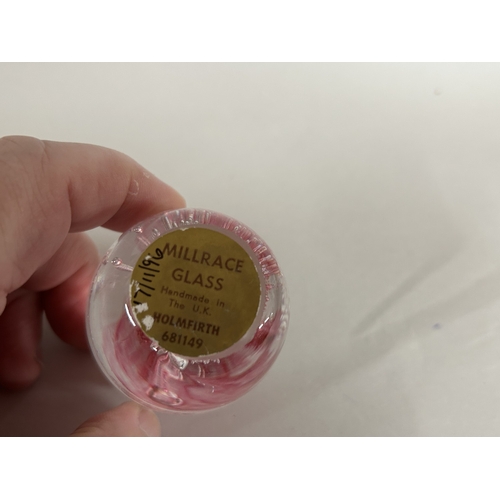 MILLRACE
GLASS
Handmade In
The U.K.
HOLMFIRTH
681149
17/11/96